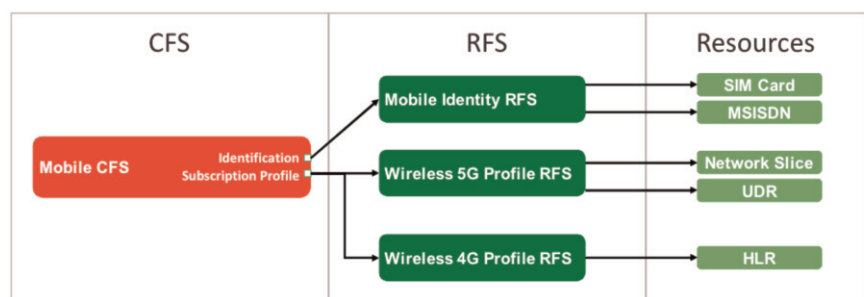 CFS
RFS
Resources
Mobile CFS
Identification
Subscription Profile
Mobile Identity RFS
Wireless 5G Profile RFS
Wireless 4G Profile RFS
SIM Card
MSISDN
Network Slice
UDR
HLR